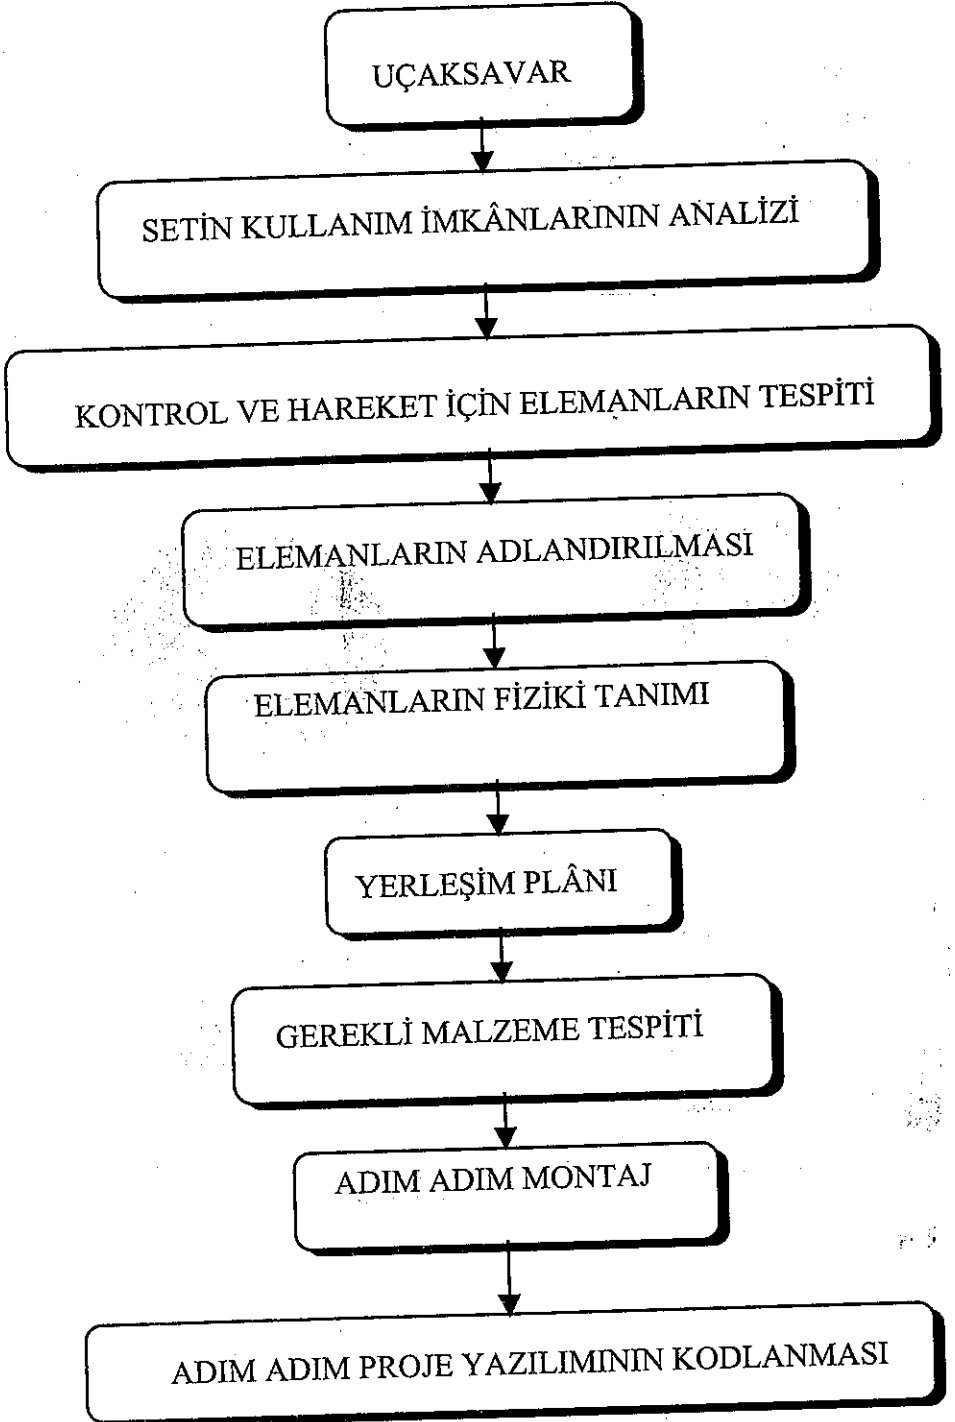 UÇAKSAVAR
SETİN KULLANIM İMKÂNLARININ ANALİZİ
KONTROL VE HAREKET İÇİN ELEMANLARIN TESPİTİ
ELEMANLARIN ADLANDIRILMASI
ELEMANLARIN FİZİKİ TANIMI
YERLEŞİM PLÂNI
GEREKLİ MALZEME TESPİTİ
ADIM ADIM MONTAJ
ADIM ADIM PROJE YAZILIMININ KODLANMASI